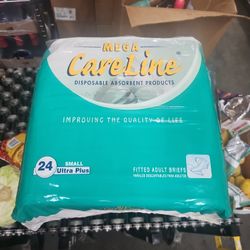 MEGA
CareLine
DISPOSABLE ABSORBENT PRODUCTS
IMPROVING THE QUALITY OF LIFE
24
SMALL
Ultra Plus
FITTED ADULT BRIEFS